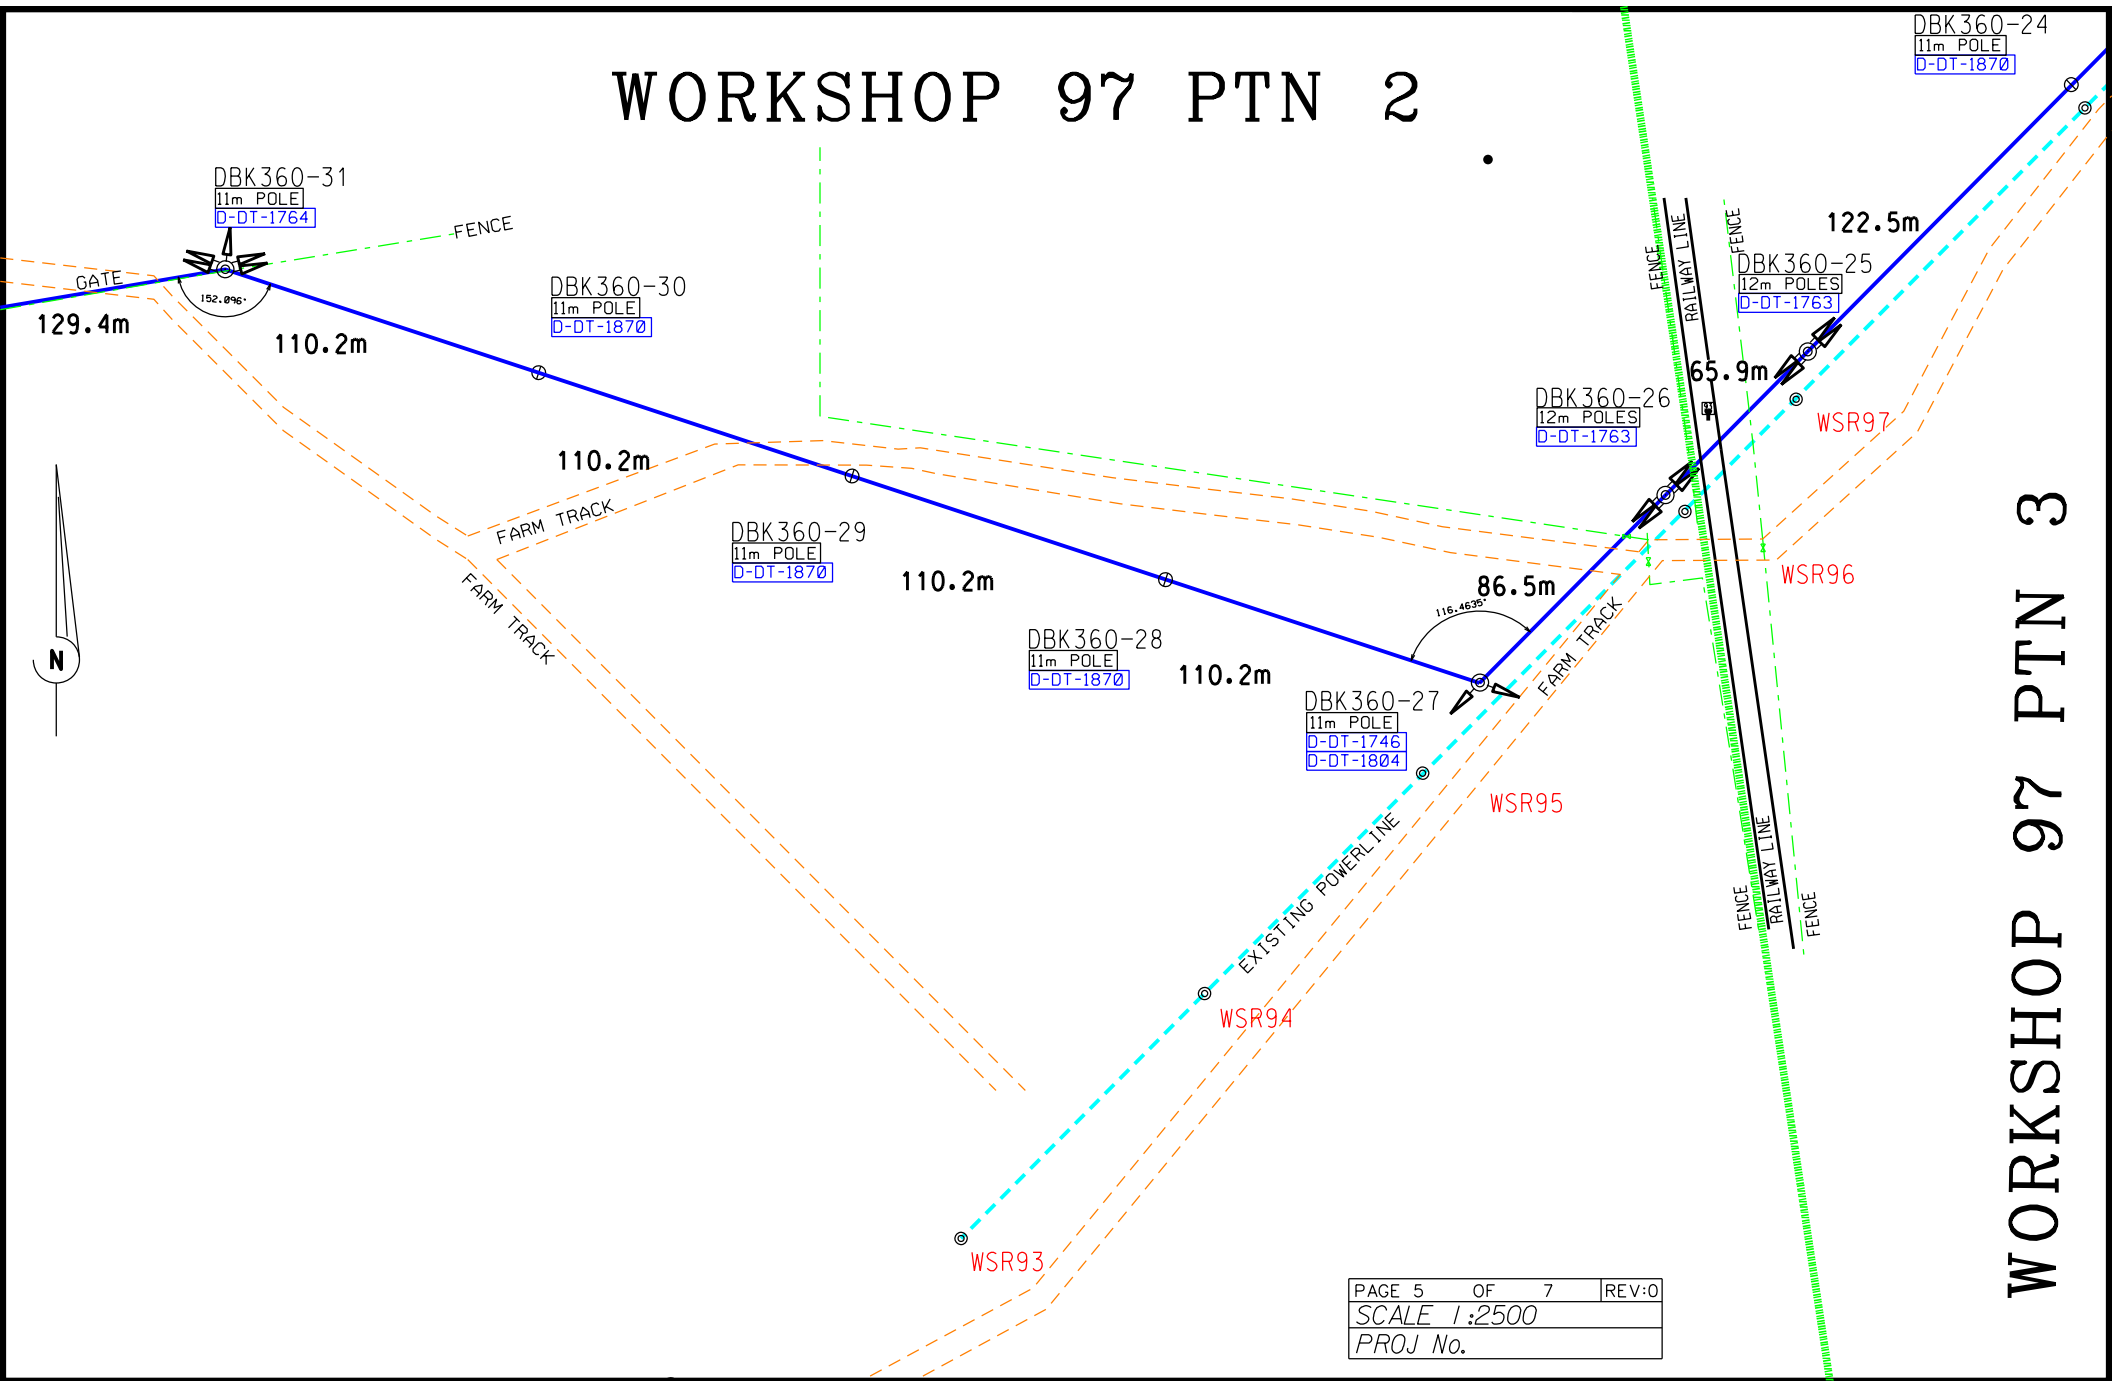 WORKSHOP 97 PTN 2
DBK360-24
11m POLE
D-DT-1870
DBK360-31
11m POLE
D-DT-1764
FENCE
GATE
152.096°
129.4m
110.2m
DBK360-30
11m POLE
D-DT-1870
122.5m
FENCE
RAILWAY LINE
FENCE
DBK360-25
12m POLES
D-DT-1763
65.9m
DBK360-26
12m POLES
D-DT-1763
WSR97
110.2m
FARM TRACK
FARM TRACK
DBK360-29
11m POLE
D-DT-1870
110.2m
86.5m
116.4635°
WSR96
FARM TRACK
DBK360-28
11m POLE
D-DT-1870
110.2m
DBK360-27
11m POLE
D-DT-1746
D-DT-1804
N
WSR95
EXISTING POWERLINE
FENCE
RAILWAY LINE
FENCE
WSR94
WSR93
WORKSHOP 97 PTN 3
PAGE 5 OF 7 REV:0
SCALE 1:2500
PROJ No.